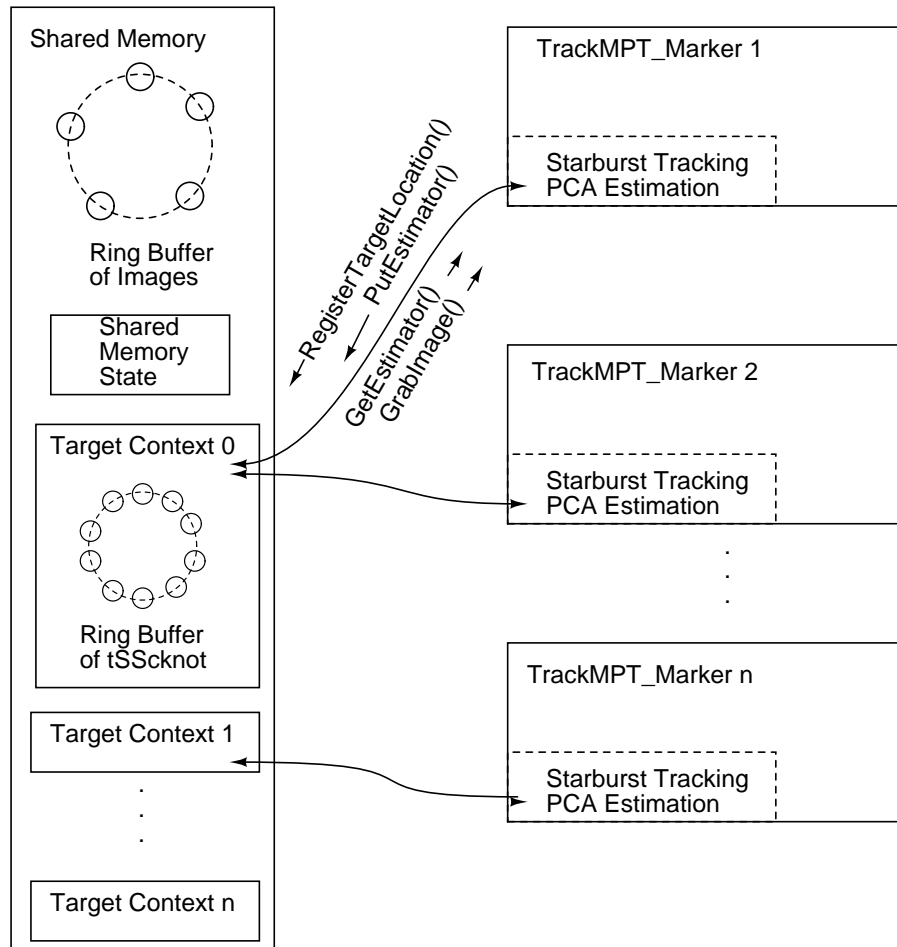 Shared Memory
Ring Buffer
of Images
Shared
Memory
State
Target Context 0
Ring Buffer
of tSScknot
Target Context 1
Target Context n
RegisterTargetLocation()
PutEstimator()
GetEstimator()
GrabImage()
TrackMPT_Marker 1
Starburst Tracking
PCA Estimation
TrackMPT_Marker 2
Starburst Tracking
PCA Estimation
TrackMPT_Marker n
Starburst Tracking
PCA Estimation